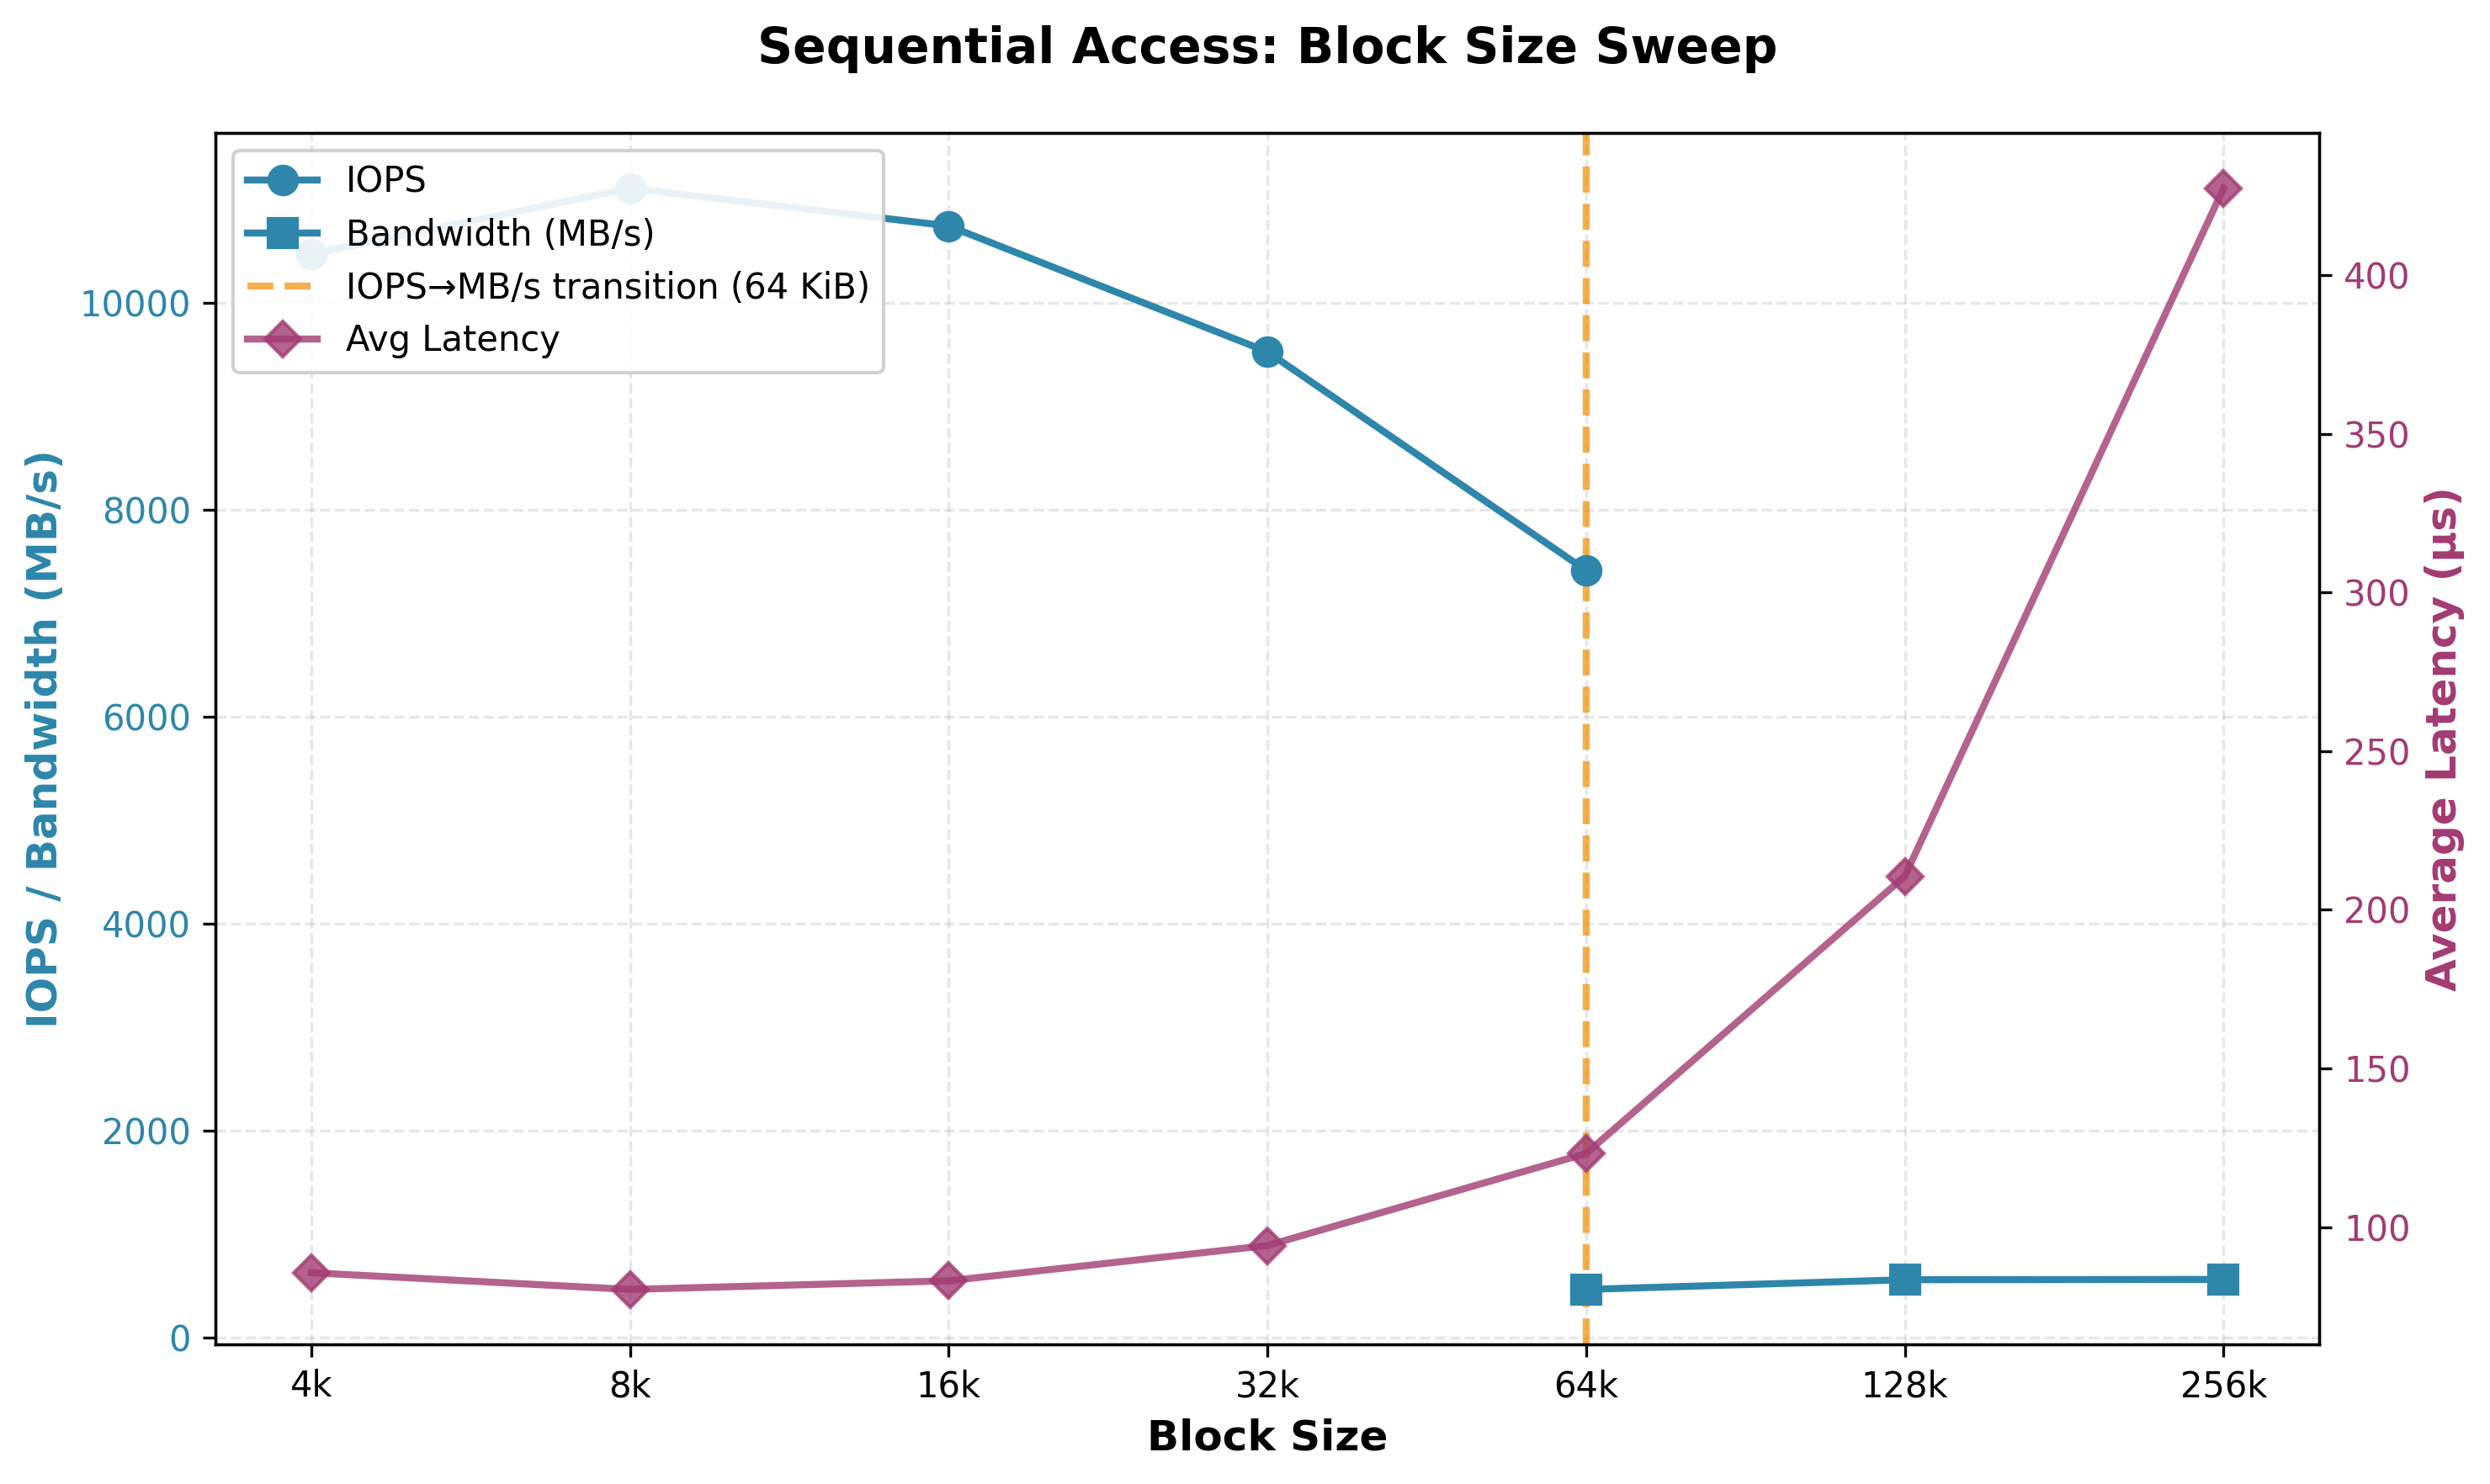 Sequential Access: Block Size Sweep
IOPS
Bandwidth (MB/s)
IOPS→MB/s transition (64 KiB)
Avg Latency
IOPS / Bandwidth (MB/s)
10000
8000
6000
4000
2000
0
4k
8k
16k
32k
64k
128k
256k
Block Size
400
350
300
250
200
150
100
Average Latency (µs)